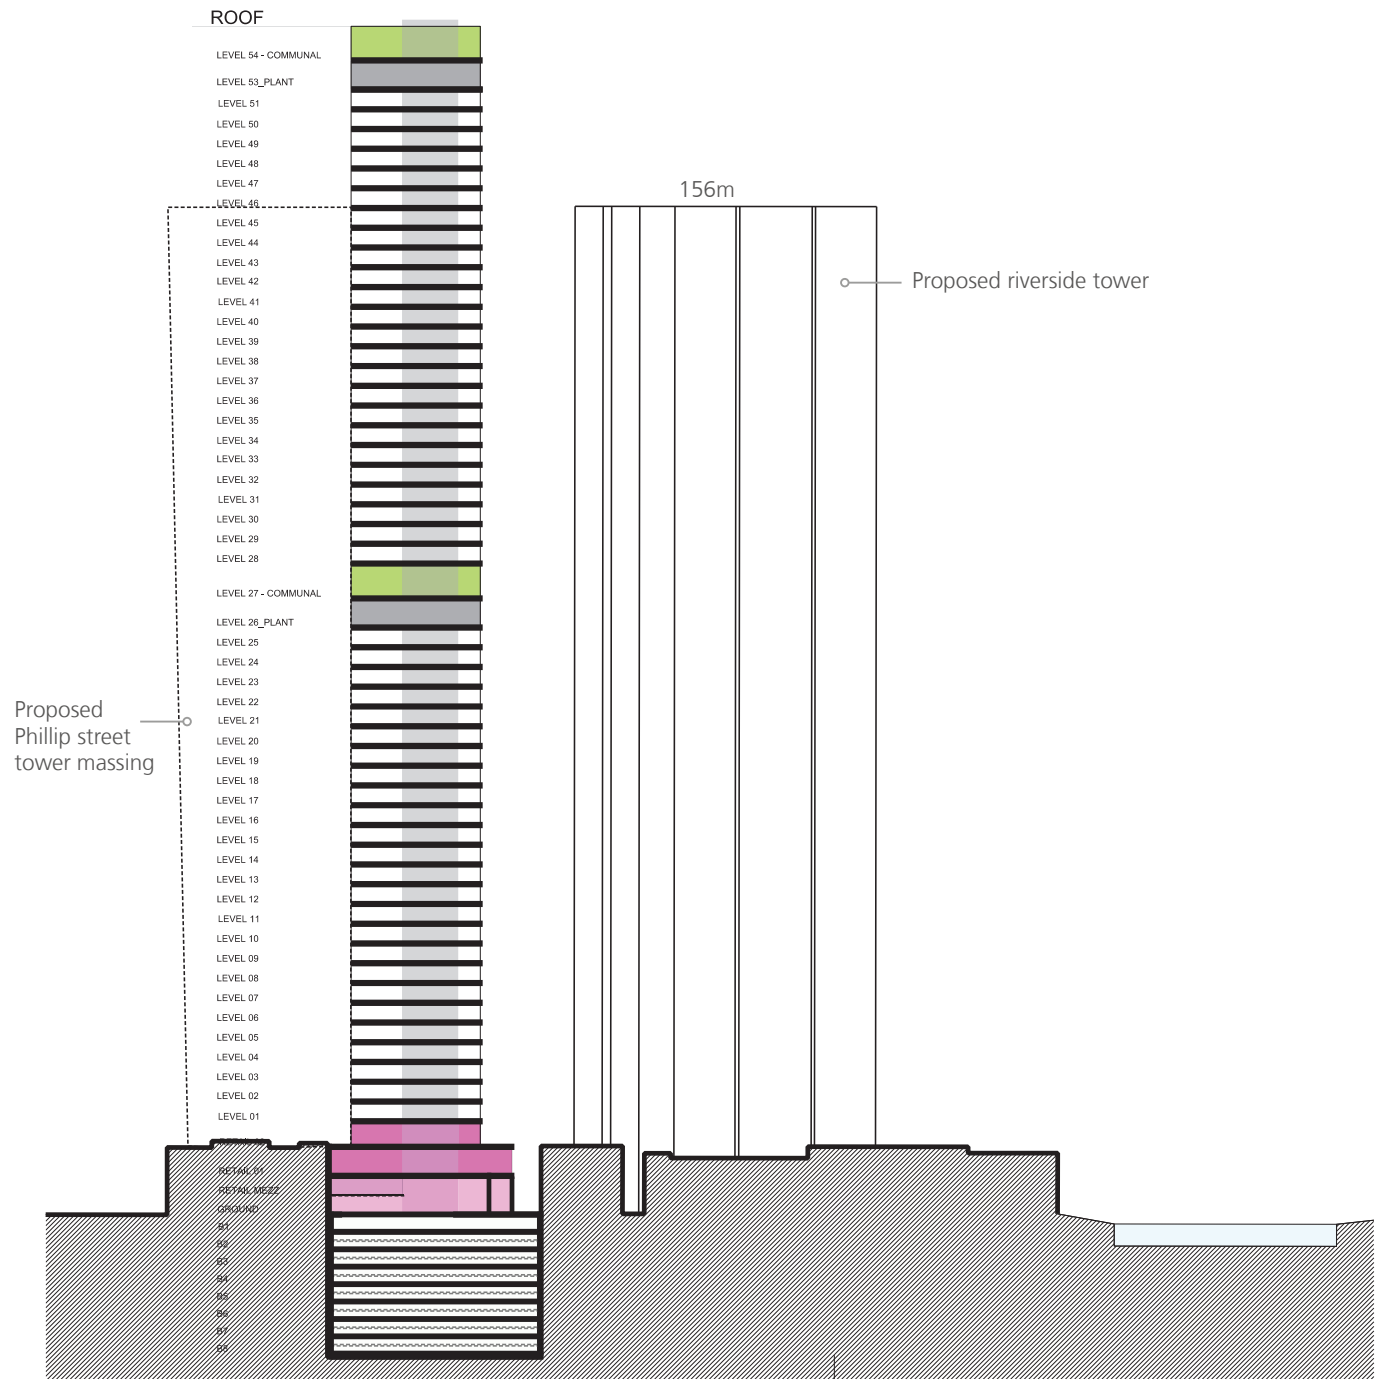 ROOF
LEVEL 54 - COMMUNAL
LEVEL 53_PLANT
LEVEL 51
LEVEL 50
LEVEL 49
LEVEL 48
LEVEL 47
LEVEL 46
LEVEL 45
LEVEL 44
LEVEL 43
LEVEL 42
LEVEL 41
LEVEL 40
LEVEL 39
LEVEL 38
LEVEL 37
LEVEL 36
LEVEL 35
LEVEL 34
LEVEL 33
LEVEL 32
LEVEL 31
LEVEL 30
LEVEL 29
LEVEL 28
LEVEL 27 - COMMUNAL
LEVEL 26_PLANT
LEVEL 25
LEVEL 24
LEVEL 23
LEVEL 22
LEVEL 21
LEVEL 20
LEVEL 19
LEVEL 18
LEVEL 17
LEVEL 16
LEVEL 15
LEVEL 14
LEVEL 13
LEVEL 12
LEVEL 11
LEVEL 10
LEVEL 09
LEVEL 08
LEVEL 07
LEVEL 06
LEVEL 05
LEVEL 04
LEVEL 03
LEVEL 02
LEVEL 01
RETAIL 01
RETAIL MEZZ
GROUND
B1
B2
B3
B4
B5
B6
B7
B8
Proposed
Phillip street
tower massing
156m
Proposed riverside tower